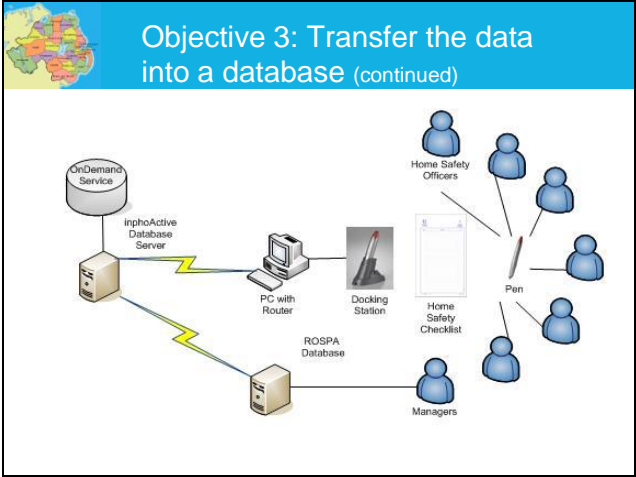 Objective 3: Transfer the data
into a database (continued)
OnDemand
Service
inphoActive
Database
Server
PC with
Router
Docking
Station
Home
Safety
Checklist
Home Safety
Officers
Pen
ROSPA
Database
Managers